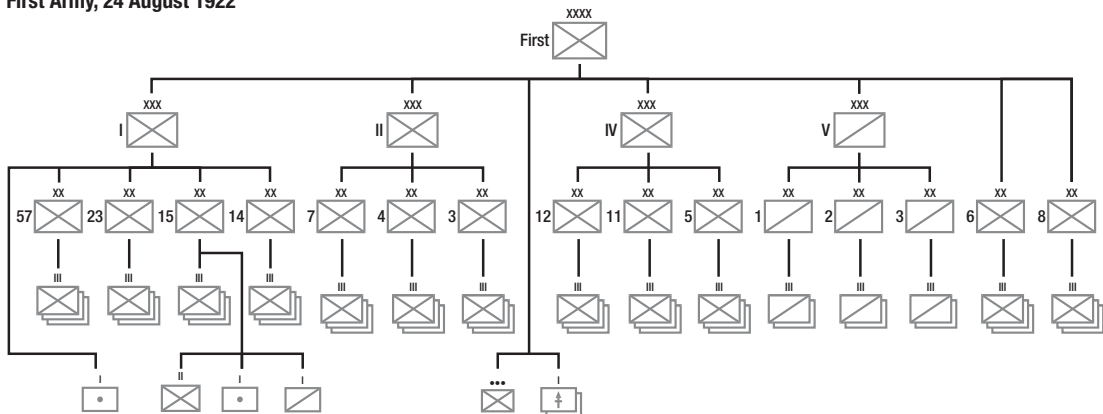 First Army, 24 August 1922
XXXX
First
XXX XXX XXX XXX
I II IV V
XX XX XX XX XX XX XX XX XX XX XX XX XX XX XX
57 23 15 14 7 4 3 12 11 5 1 2 3 6 8
III III III III III III III III III III III III III III III
I II I I ••• I